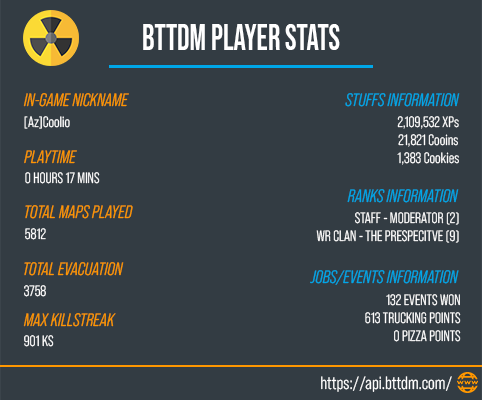 BTTDM PLAYER STATS
IN-GAME NICKNAME
[Az]Coolio
PLAYTIME
0 HOURS 17 MINS
TOTAL MAPS PLAYED
5812
TOTAL EVACUATION
3758
MAX KILLSTREAK
901 KS
STUFFS INFORMATION
2,109,532 XPs
21,821 Cooins
1,383 Cookies
RANKS INFORMATION
STAFF - MODERATOR (2)
WR CLAN - THE PRESPECITVE (9)
JOBS/EVENTS INFORMATION
132 EVENTS WON
613 TRUCKING POINTS
0 PIZZA POINTS
https://api.bttdm.com/
WWW